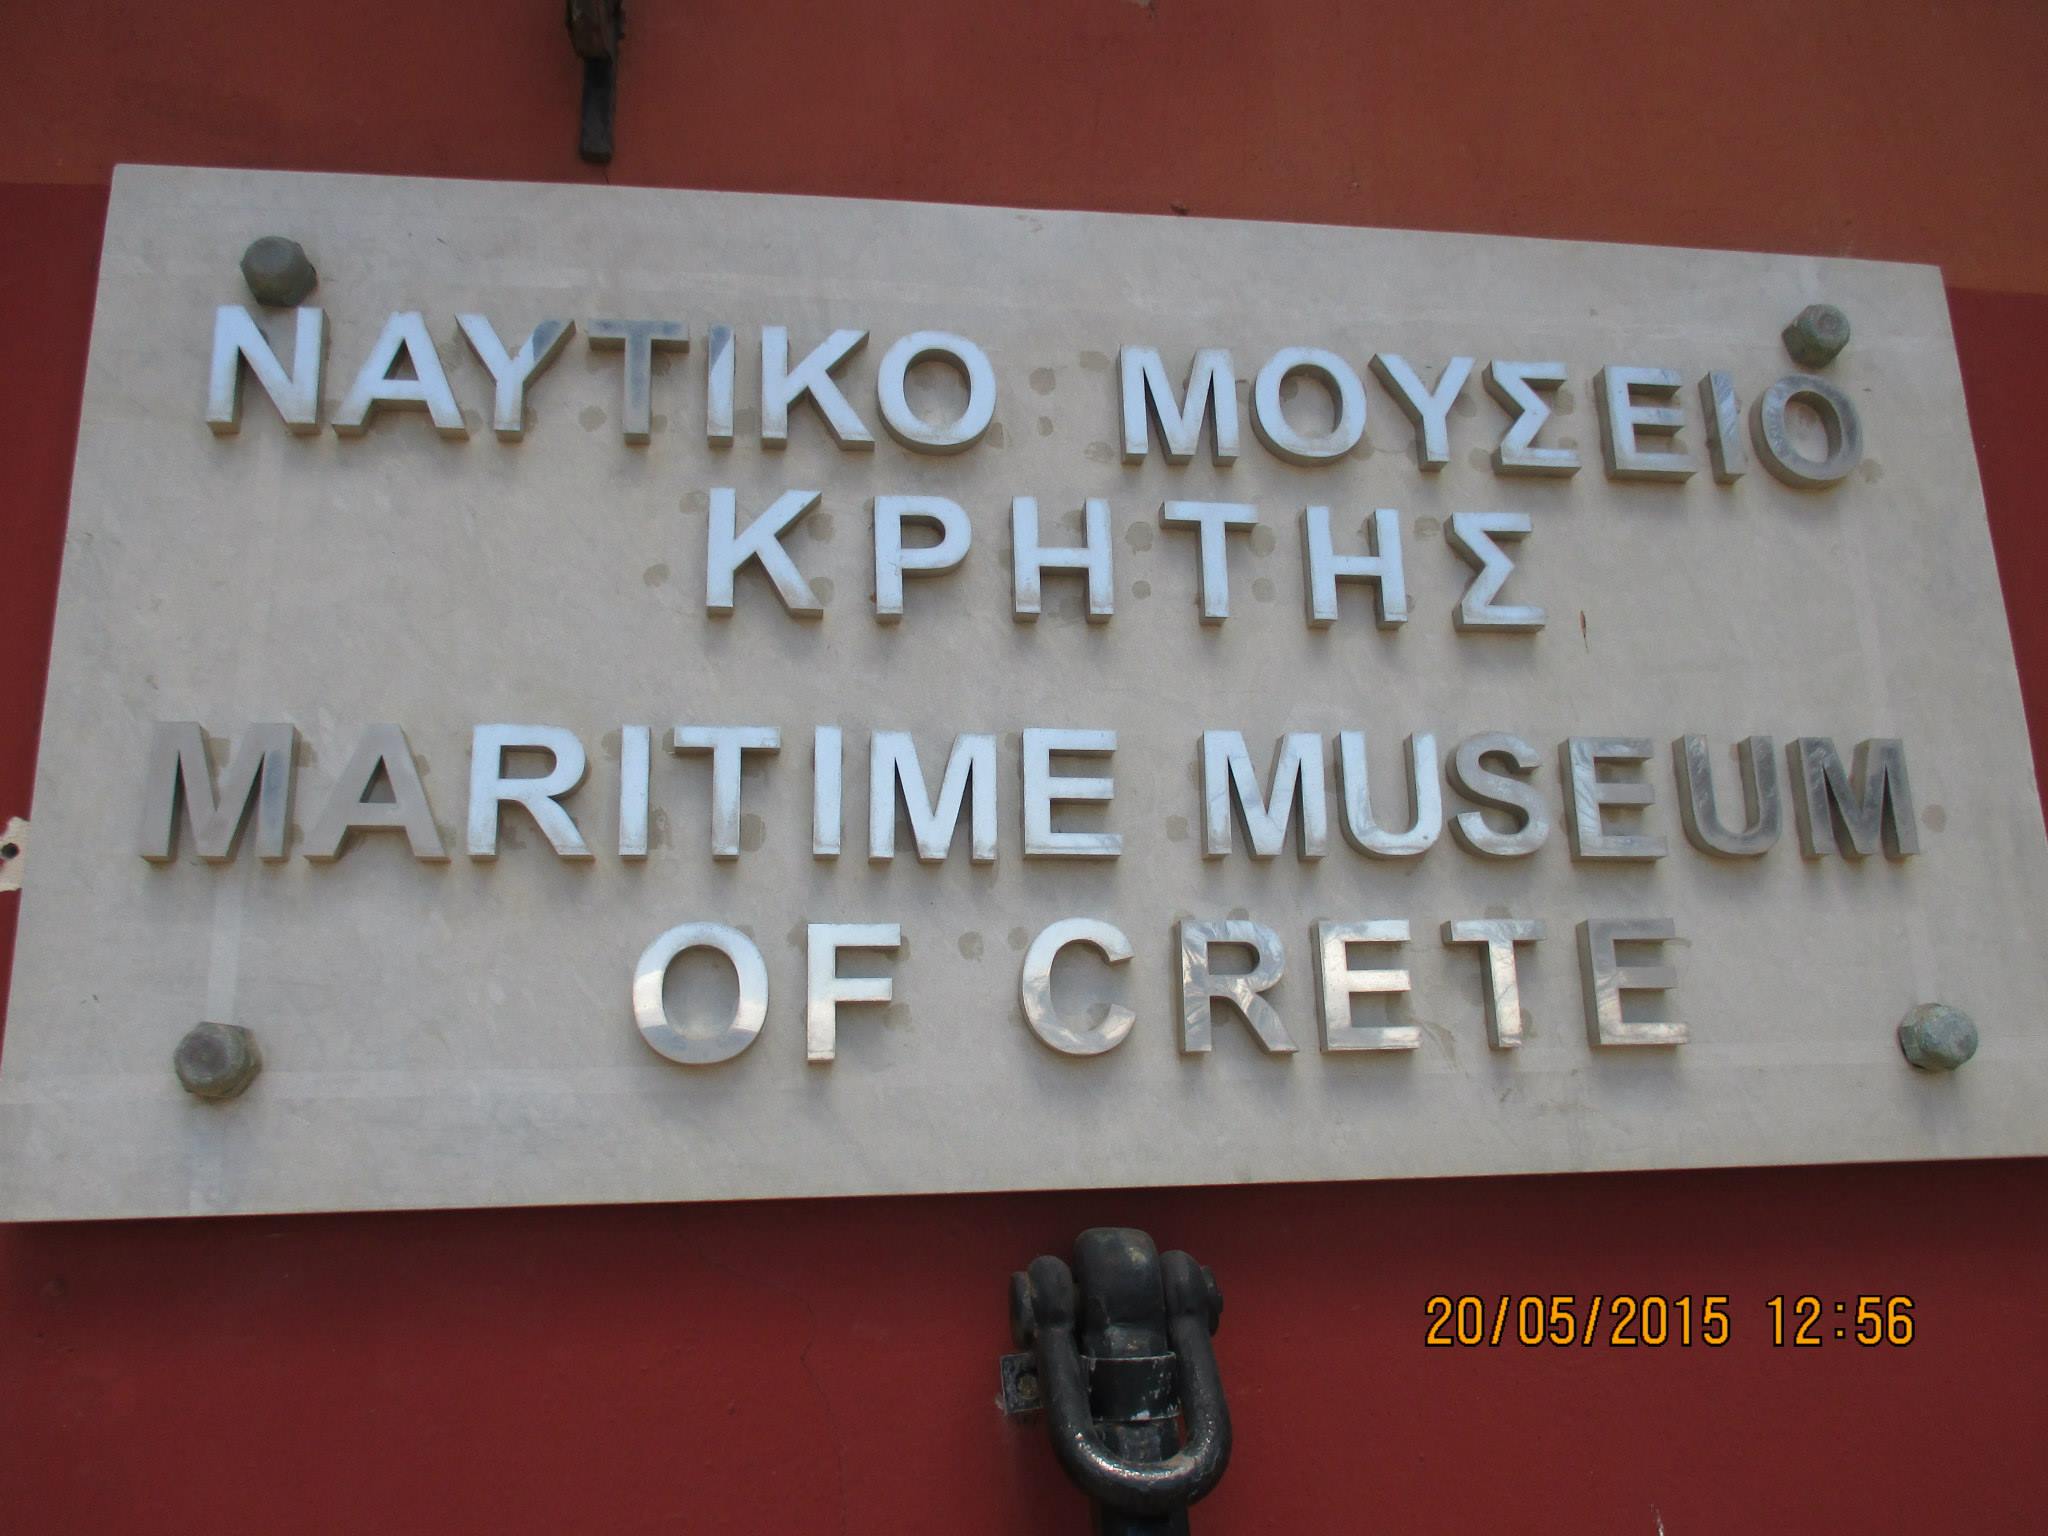 ΝΑΥΤΙΚΟ ΜΟΥΣΕΙΟ
ΚΡΗΤΗΣ
MARITIME MUSEUM
OF CRETE
20/05/2015 12:56